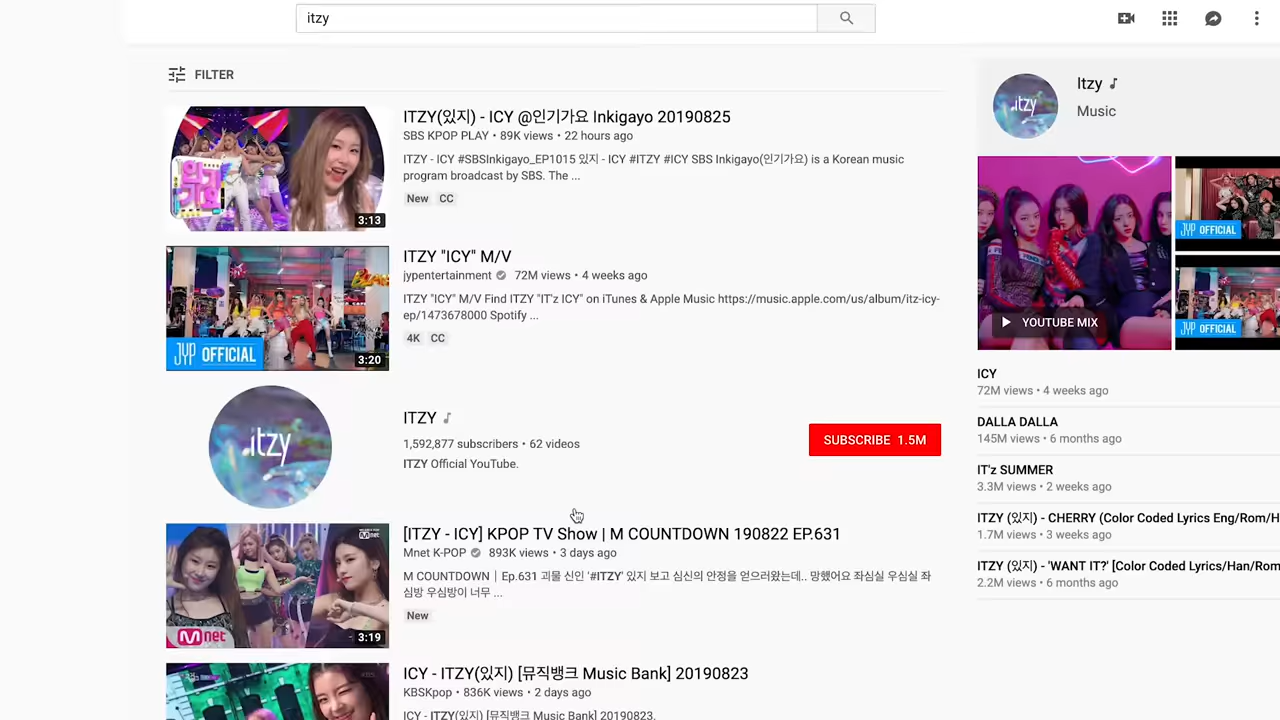 itzy
FILTER
인기가요
3:13
ITZY(있지) - ICY @인기가요 Inkigayo 20190825
SBS KPOP PLAY • 89K views • 22 hours ago
ITZY - ICY #SBSInkigayo_EP1015 있지 - ICY #ITZY #ICY SBS Inkigayo(인기가요) is a Korean music
program broadcast by SBS. The ...
New CC
JYP OFFICIAL
3:20
ITZY "ICY" M/V
jypentertainment 72M views • 4 weeks ago
ITZY "ICY" M/V Find ITZY "IT'z ICY" on iTunes & Apple Music https://music.apple.com/us/album/itz-icy-
ep/1473678000 Spotify ...
4K CC
itzy
ITZY
1,592,877 subscribers • 62 videos
ITZY Official YouTube.
SUBSCRIBE 1.5M
Mnet
Mnet
3:19
[ITZY - ICY] KPOP TV Show | M COUNTDOWN 190822 EP.631
Mnet K-POP 893K views • 3 days ago
M COUNTDOWN | Ep.631 괴물 신인 '#ITZY' 있지 보고 심신의 안정을 얻으러왔는데.. 망했어요 좌심실 우심실 좌
심방 우심방이 너무 ...
New
ICY - ITZY(있지) [뮤직뱅크 Music Bank] 20190823
KBSKpop • 836K views • 2 days ago
ICY - ITZY(있지) [뮤직뱅크 Music Bank] 20190823.
itzy
Itzy
Music
YOUTUBE MIX
JYP OFFICIAL
JYP OFFICIAL
ICY
72M views • 4 weeks ago
DALLA DALLA
145M views • 6 months ago
IT'z SUMMER
3.3M views • 2 weeks ago
ITZY (있지) - CHERRY (Color Coded Lyrics Eng/Rom/H
1.7M views • 3 weeks ago
ITZY (있지) - 'WANT IT?' [Color Coded Lyrics/Han/Rom
2.2M views • 6 months ago